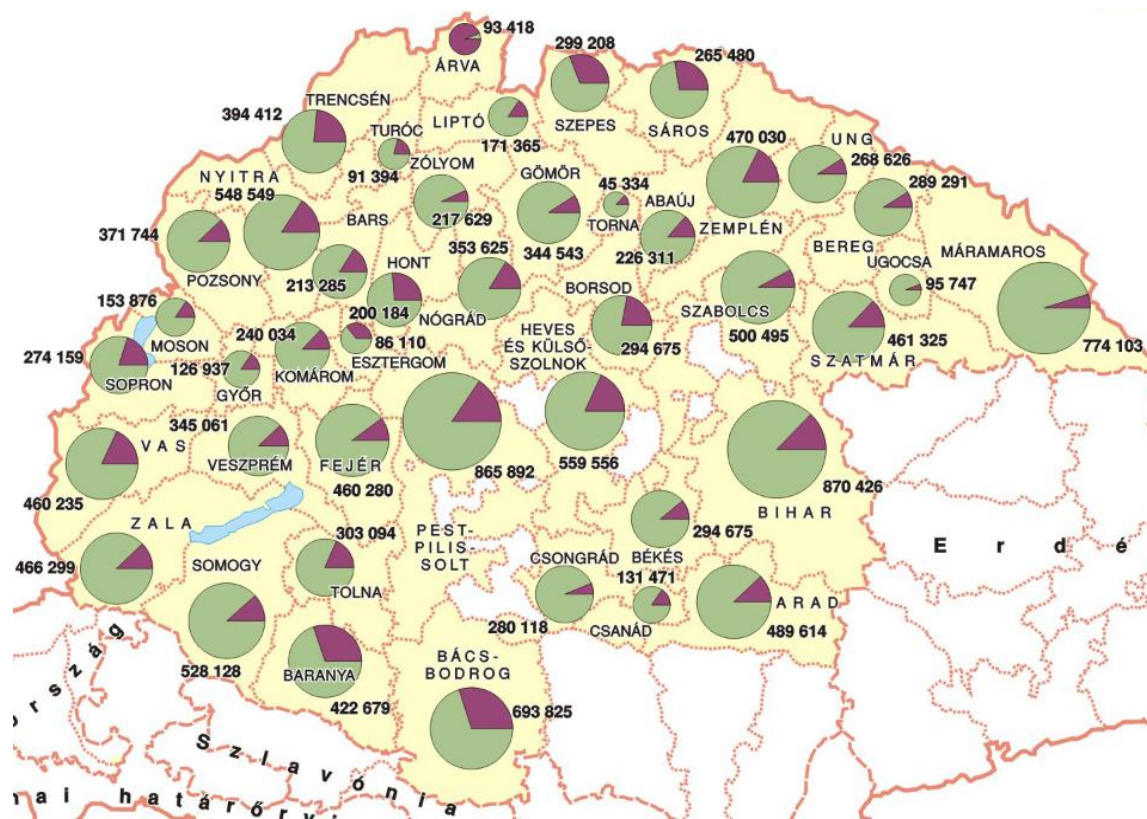 93 418
ÁRVA
299 208
SZEPES
265 480
SÁROS
394 412
TRENCSÉN
TURÓC
91 394
LIPTÓ
171 365
ZÓLYOM
217 629
GÖMÖR
344 543
45 334
TORNA
ABAÚJ
226 311
470 030
ZEMPLÉN
UNG
268 626
289 291
BEREG
UGOCSA
95 747
MÁRAMAROS
774 103
NYITRA
548 549
371 744
POZSONY
BARS
213 285
HONT
200 184
353 625
NÓGRÁD
BORSOD
294 675
SZABOLCS
500 495
461 325
SZATMÁR
153 876
MOSON
274 159
SOPRON
126 937
GYŐR
240 034
KOMÁROM
86 110
ESZTERGOM
HEVES
ÉS KÜLSŐ-
SZOLNOK
559 556
345 061
VESZPRÉM
FEJÉR
460 280
865 892
PEST-
PILIS-
SOLT
870 426
BIHAR
VAS
460 235
ZALA
466 299
SOMOGY
528 128
303 094
TOLNA
BARANYA
422 679
BÁCS-
BODROG
693 825
CSONGRÁD
280 118
BÉKÉS
294 675
131 471
CSANÁD
ARAD
489 614
Erdé
ország
Szlavónia
nai határőrvi